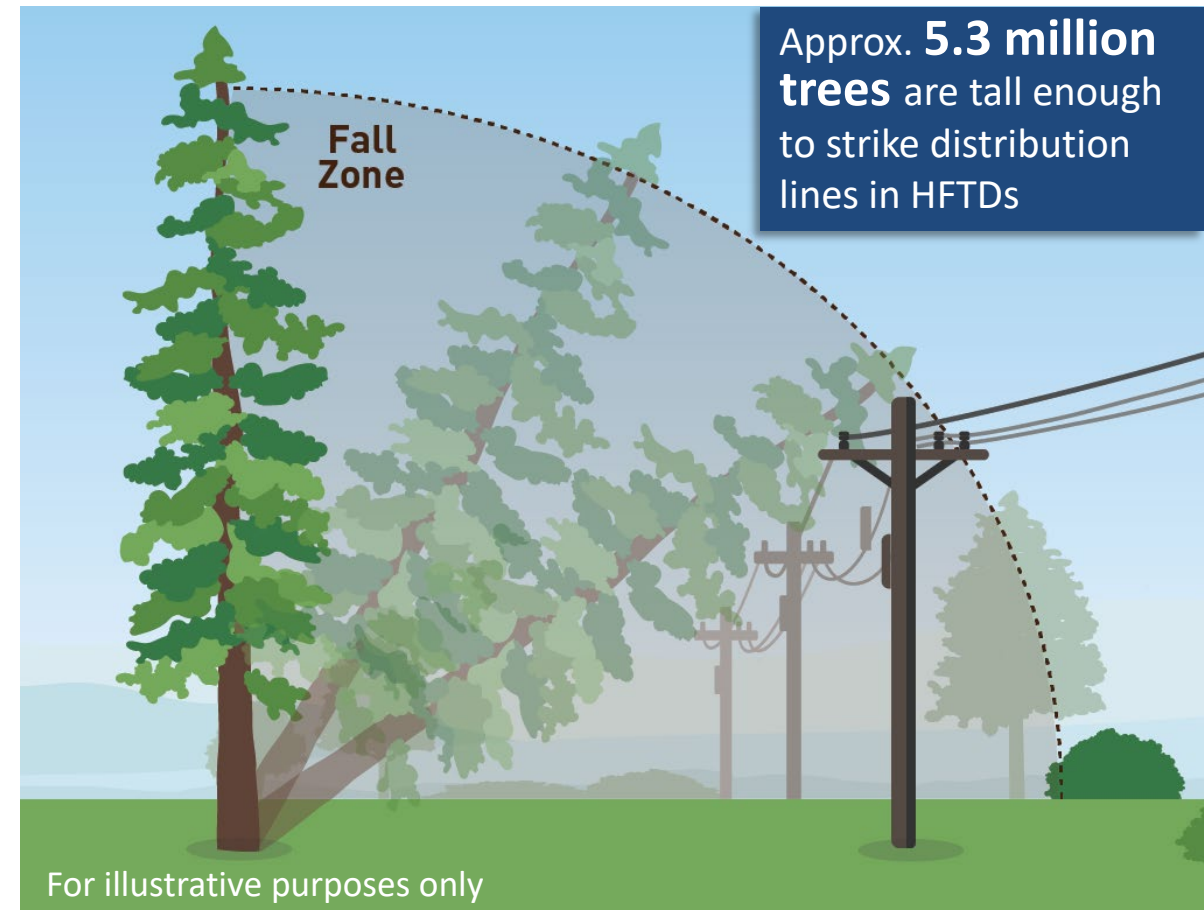 Approx. 5.3 million
trees are tall enough
to strike distribution
lines in HFTDs
Fall
Zone
For illustrative purposes only